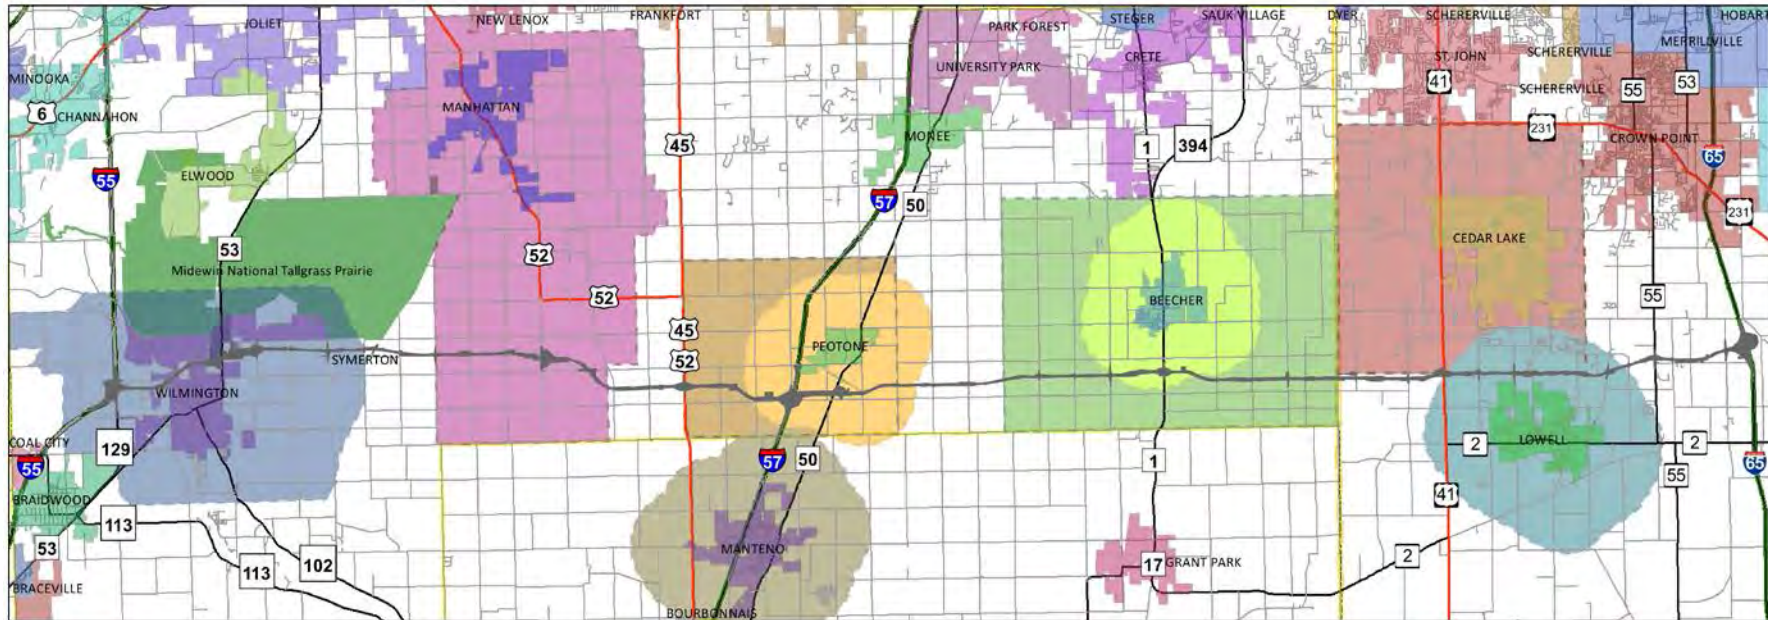 JOLIET
NEW LENOX
FRANKFORT
PARK FOREST
STEGER
SAUK VILLAGE
DYER
SCHERERVILLE
HOBART
MINOOKA
UNIVERSITY PARK
CRETE
ST. JOHN
SCHERERVILLE
MERRILLVILLE
6
CHANNAHON
MANHATTAN
41
SCHERERVILLE
55
53
45
MONEE
1
394
231
CROWN POINT
65
55
ELWOOD
57
50
231
53
52
CEDAR LAKE
Midewin National Tallgrass Prairie
52
BEECHER
55
45
SYMERTON
52
PEOTONE
WILMINGTON
COAL CITY
129
55
57
50
1
2
LOWELL
2
65
55
BRAIDWOOD
113
41
53
MANTENO
17
GRANT PARK
2
113
102
BRACEVILLE
BOURBONNAIS